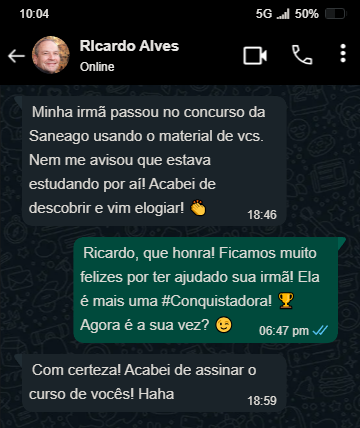 10:04
5G 50%
RIcardo Alves
Online
Minha irmã passou no concurso da
Saneago usando o material de vcs.
Nem me avisou que estava
estudando por aí! Acabei de
descobrir e vim elogiar! 👏
18:46
Ricardo, que honra! Ficamos muito
felizes por ter ajudado sua irmã! Ela
é mais uma #Conquistadora! 🏆
Agora é a sua vez? 😉
06:47 pm
Com certeza! Acabei de assinar o
curso de vocês! Haha
18:59